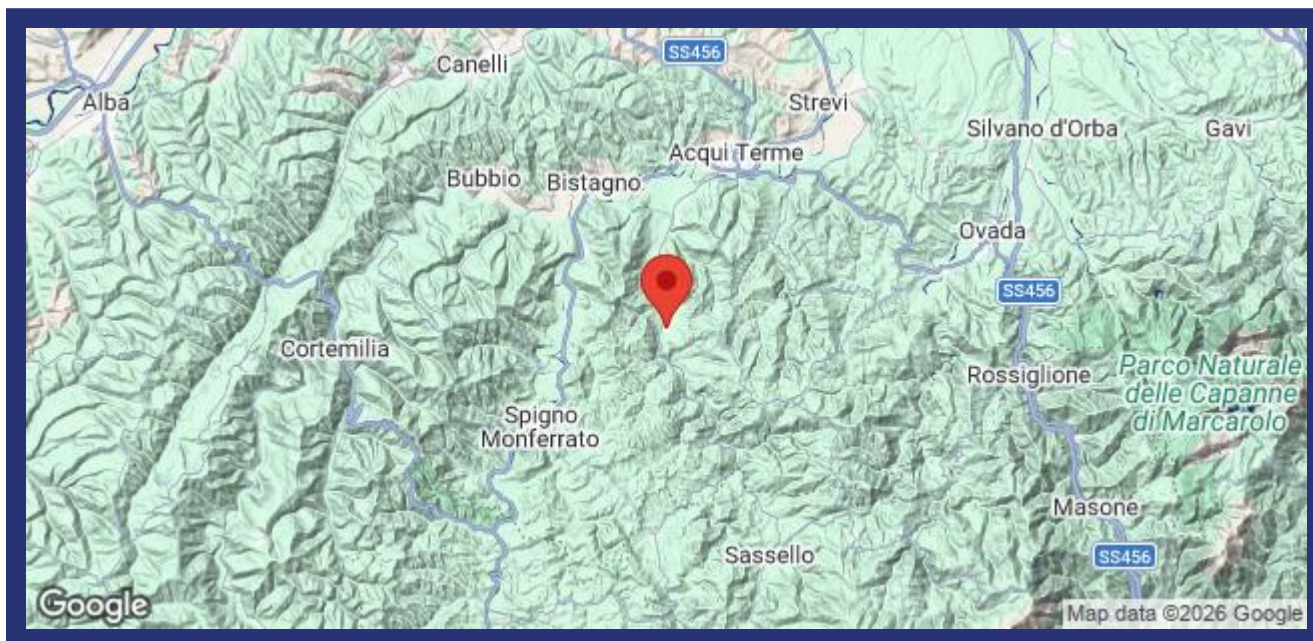 SS456
Canelli
Alba
Strevi
Silvano d'Orba
Gavi
Acqui Terme
Bubbio
Bistagno
Ovada
SS456
Cortemilia
Rossiglione
Parco Naturale
delle Capanne
di Marcarolo
Spigno
Monferrato
Masone
Sassello
SS456
Google
Map data ©2026 Google